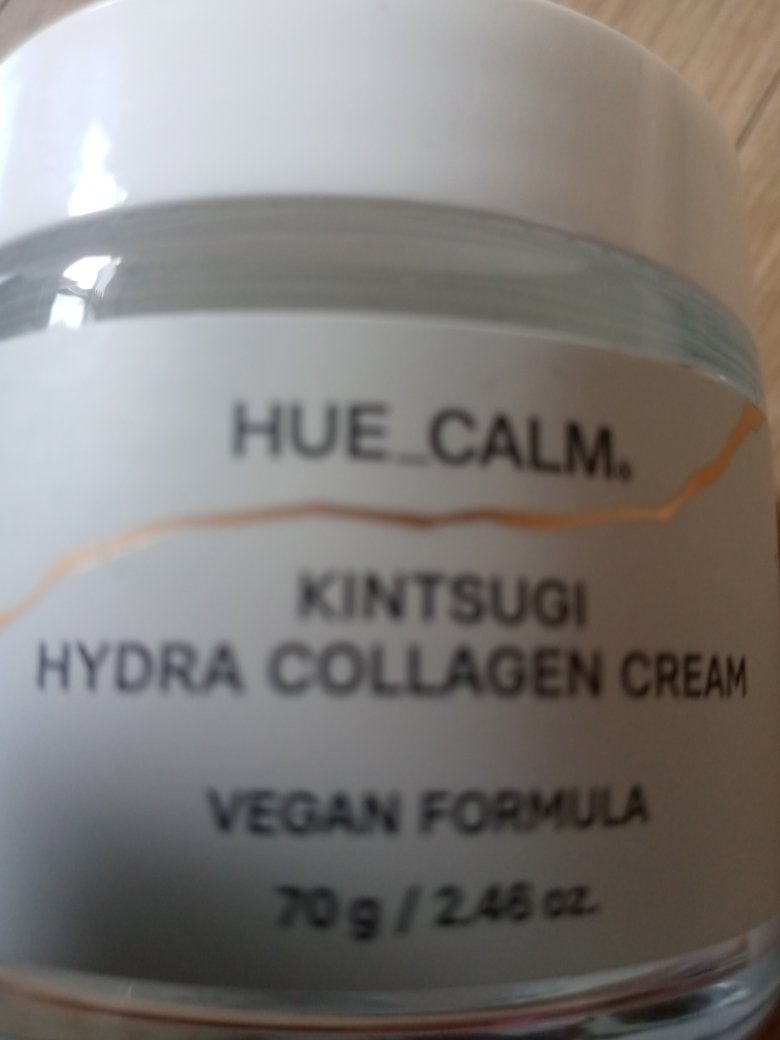 HUE_CALM.
KINTSUGI
HYDRA COLLAGEN CREAM
VEGAN FORMULA
70 g / 2.46 oz.